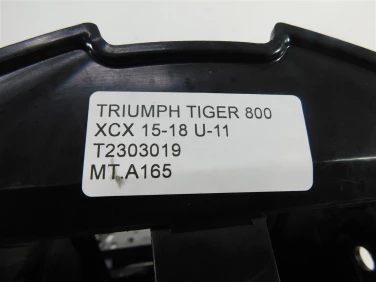 TRIUMPH TIGER 800
XCX 15-18 U-11
T2303019
MT.A165